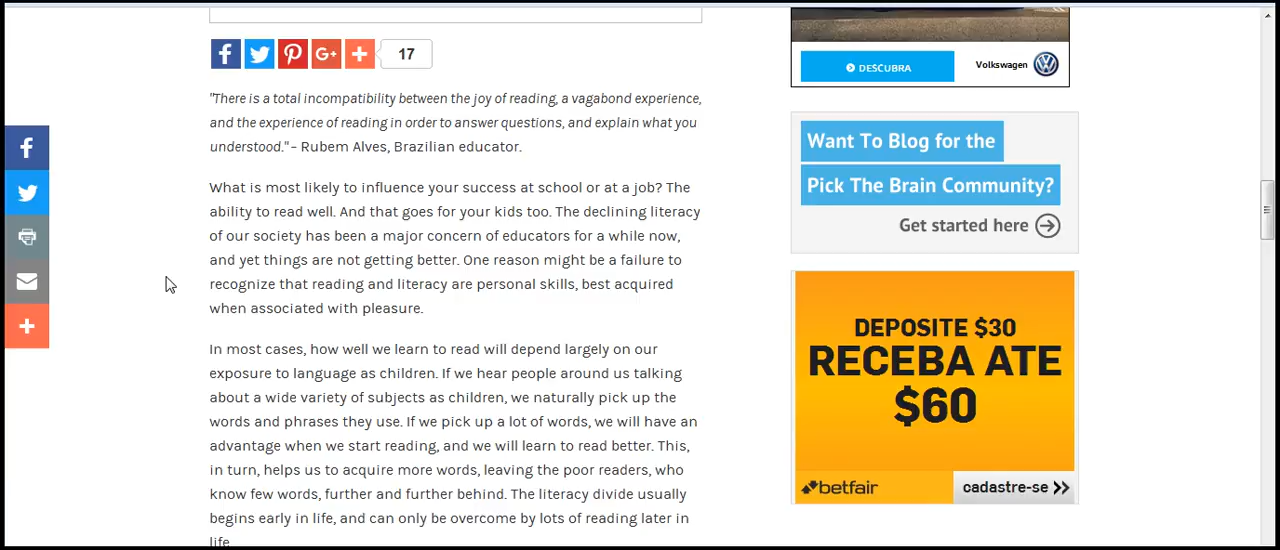 17
"There is a total incompatibility between the joy of reading, a vagabond experience,
and the experience of reading in order to answer questions, and explain what you
understood." – Rubem Alves, Brazilian educator.
What is most likely to influence your success at school or at a job? The
ability to read well. And that goes for your kids too. The declining literacy
of our society has been a major concern of educators for a while now,
and yet things are not getting better. One reason might be a failure to
recognize that reading and literacy are personal skills, best acquired
when associated with pleasure.
In most cases, how well we learn to read will depend largely on our
exposure to language as children. If we hear people around us talking
about a wide variety of subjects as children, we naturally pick up the
words and phrases they use. If we pick up a lot of words, we will have an
advantage when we start reading, and we will learn to read better. This,
in turn, helps us to acquire more words, leaving the poor readers, who
know few words, further and further behind. The literacy divide usually
begins early in life, and can only be overcome by lots of reading later in
life
DESCUBRA
Volkswagen
Want To Blog for the
Pick The Brain Community?
Get started here
DEPOSITE $30
RECEBA ATE
$60
betfair
cadastre-se